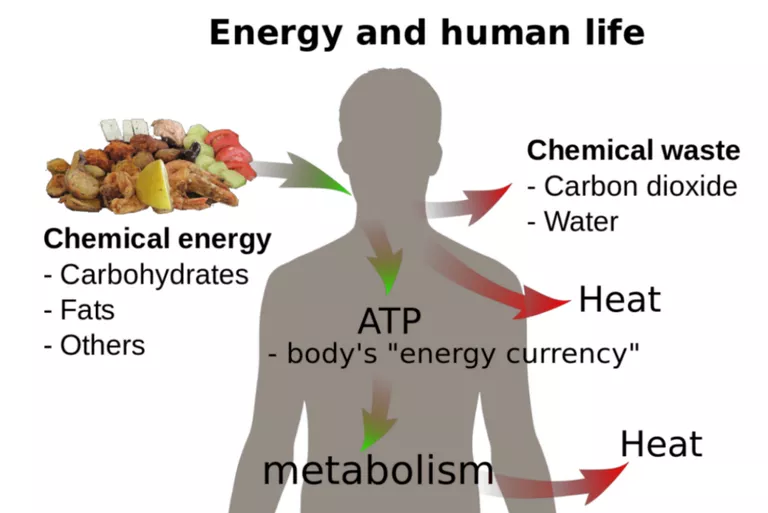 Energy and human life
Chemical energy
- Carbohydrates
- Fats
- Others
Chemical waste
- Carbon dioxide
- Water
Heat
ATP
- body's "energy currency"
metabolism
Heat